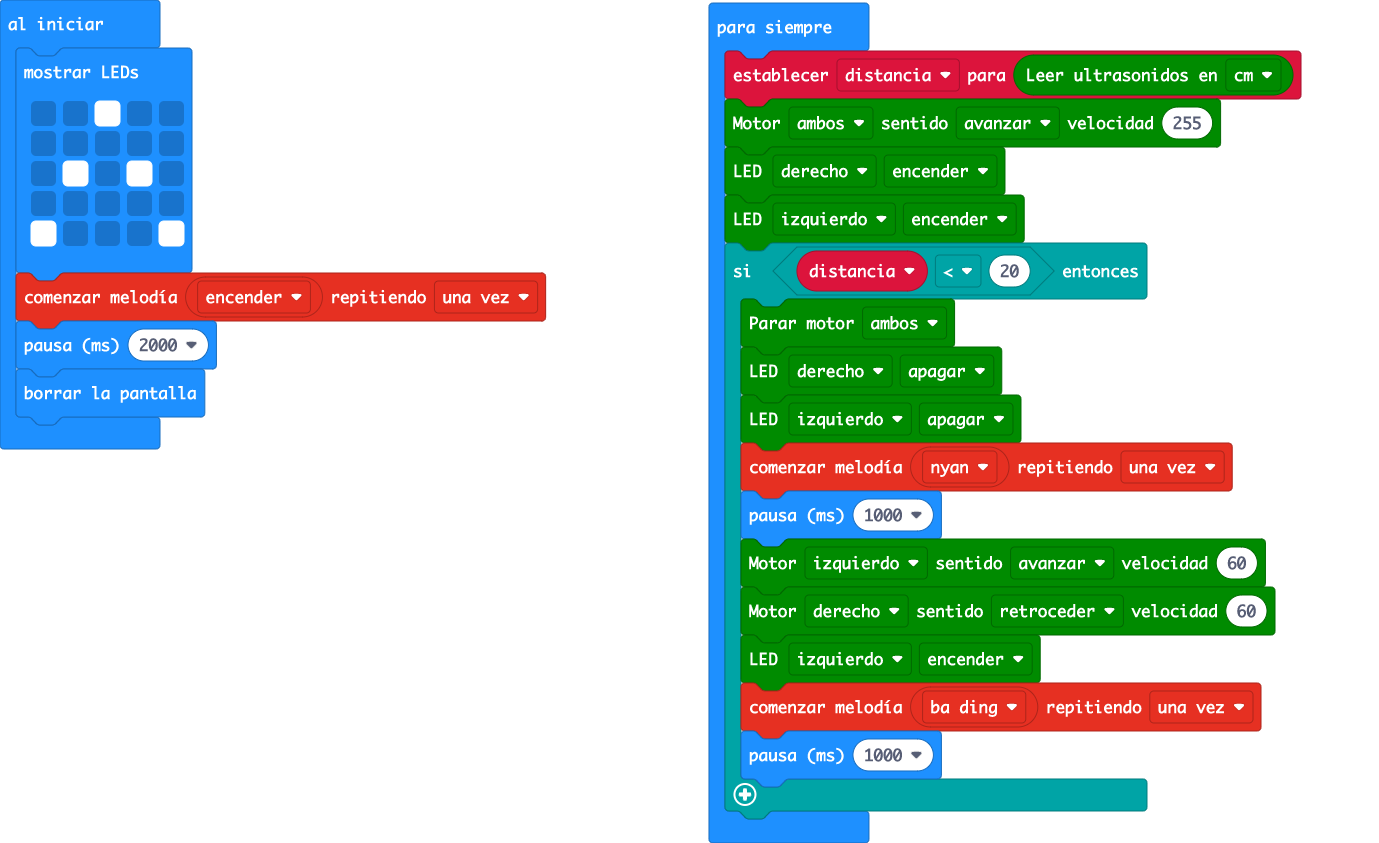 al iniciar
mostrar LEDs
comenzar melodía encender repitiendo una vez
pausa (ms) 2000
borrar la pantalla
para siempre
establecer distancia para Leer ultrasonidos en cm
Motor ambos sentido avanzar velocidad 255
LED derecho encender
LED izquierdo encender
si distancia < 20 entonces
Parar motor ambos
LED derecho apagar
LED izquierdo apagar
comenzar melodía nyan repitiendo una vez
pausa (ms) 1000
Motor izquierdo sentido avanzar velocidad 60
Motor derecho sentido retroceder velocidad 60
LED izquierdo encender
comenzar melodía ba ding repitiendo una vez
pausa (ms) 1000